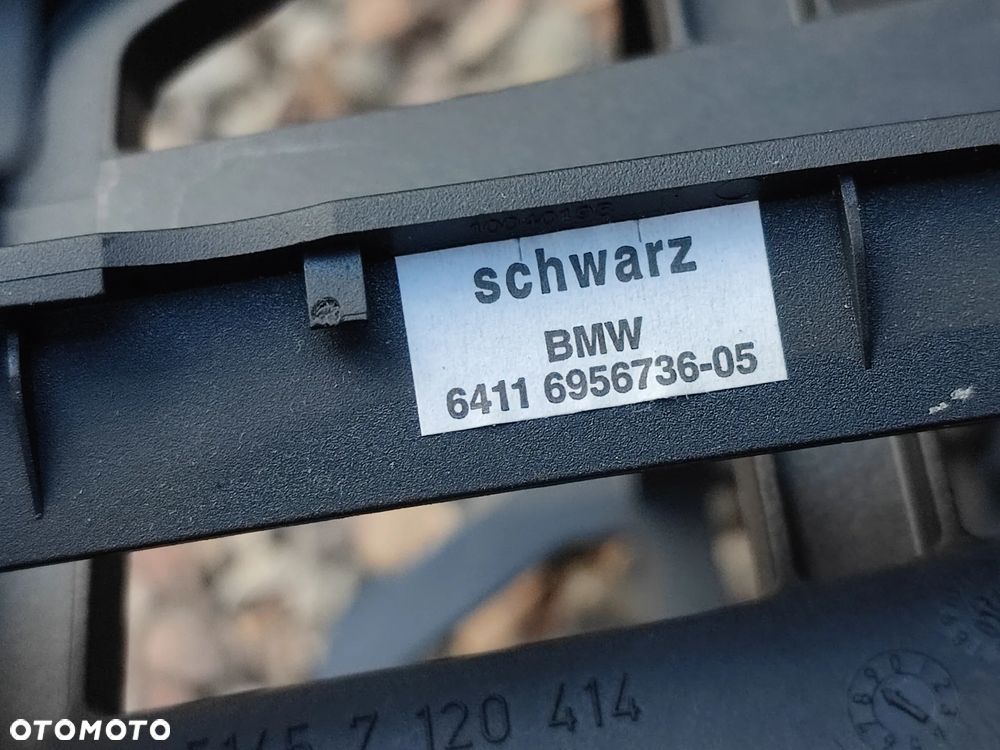 schwarz
BMW
6411 6956736-05
7 120 414
OTOMOTO